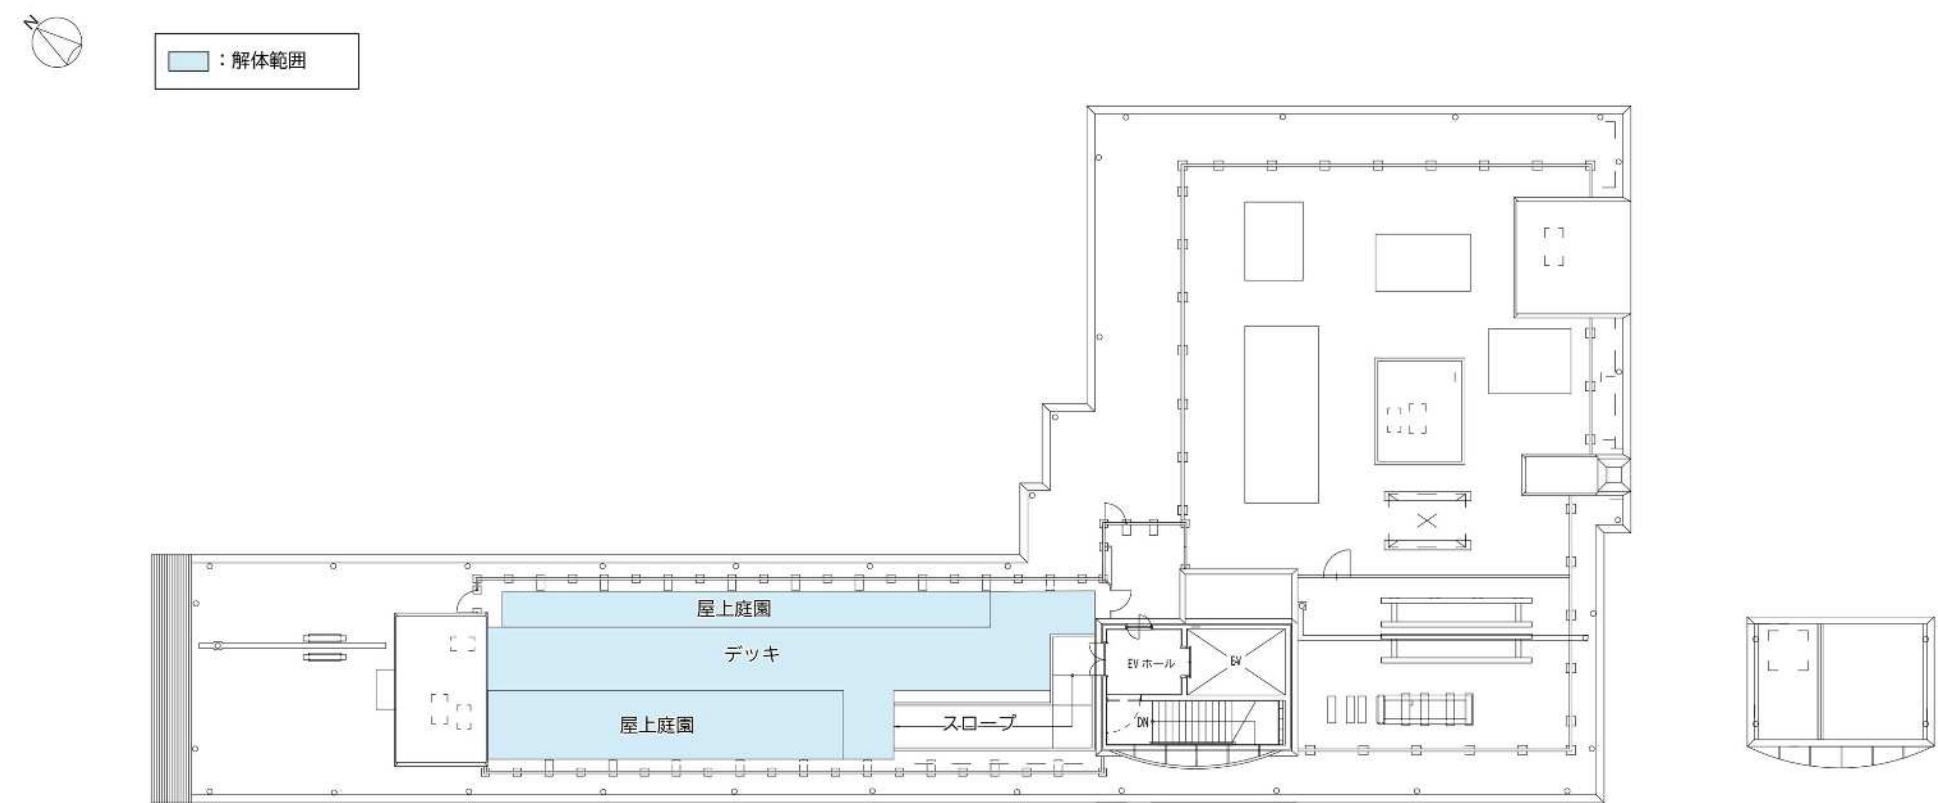 N
：解体範囲
屋上庭園
デッキ
EVホール
EV
屋上庭園
スロープ
DN